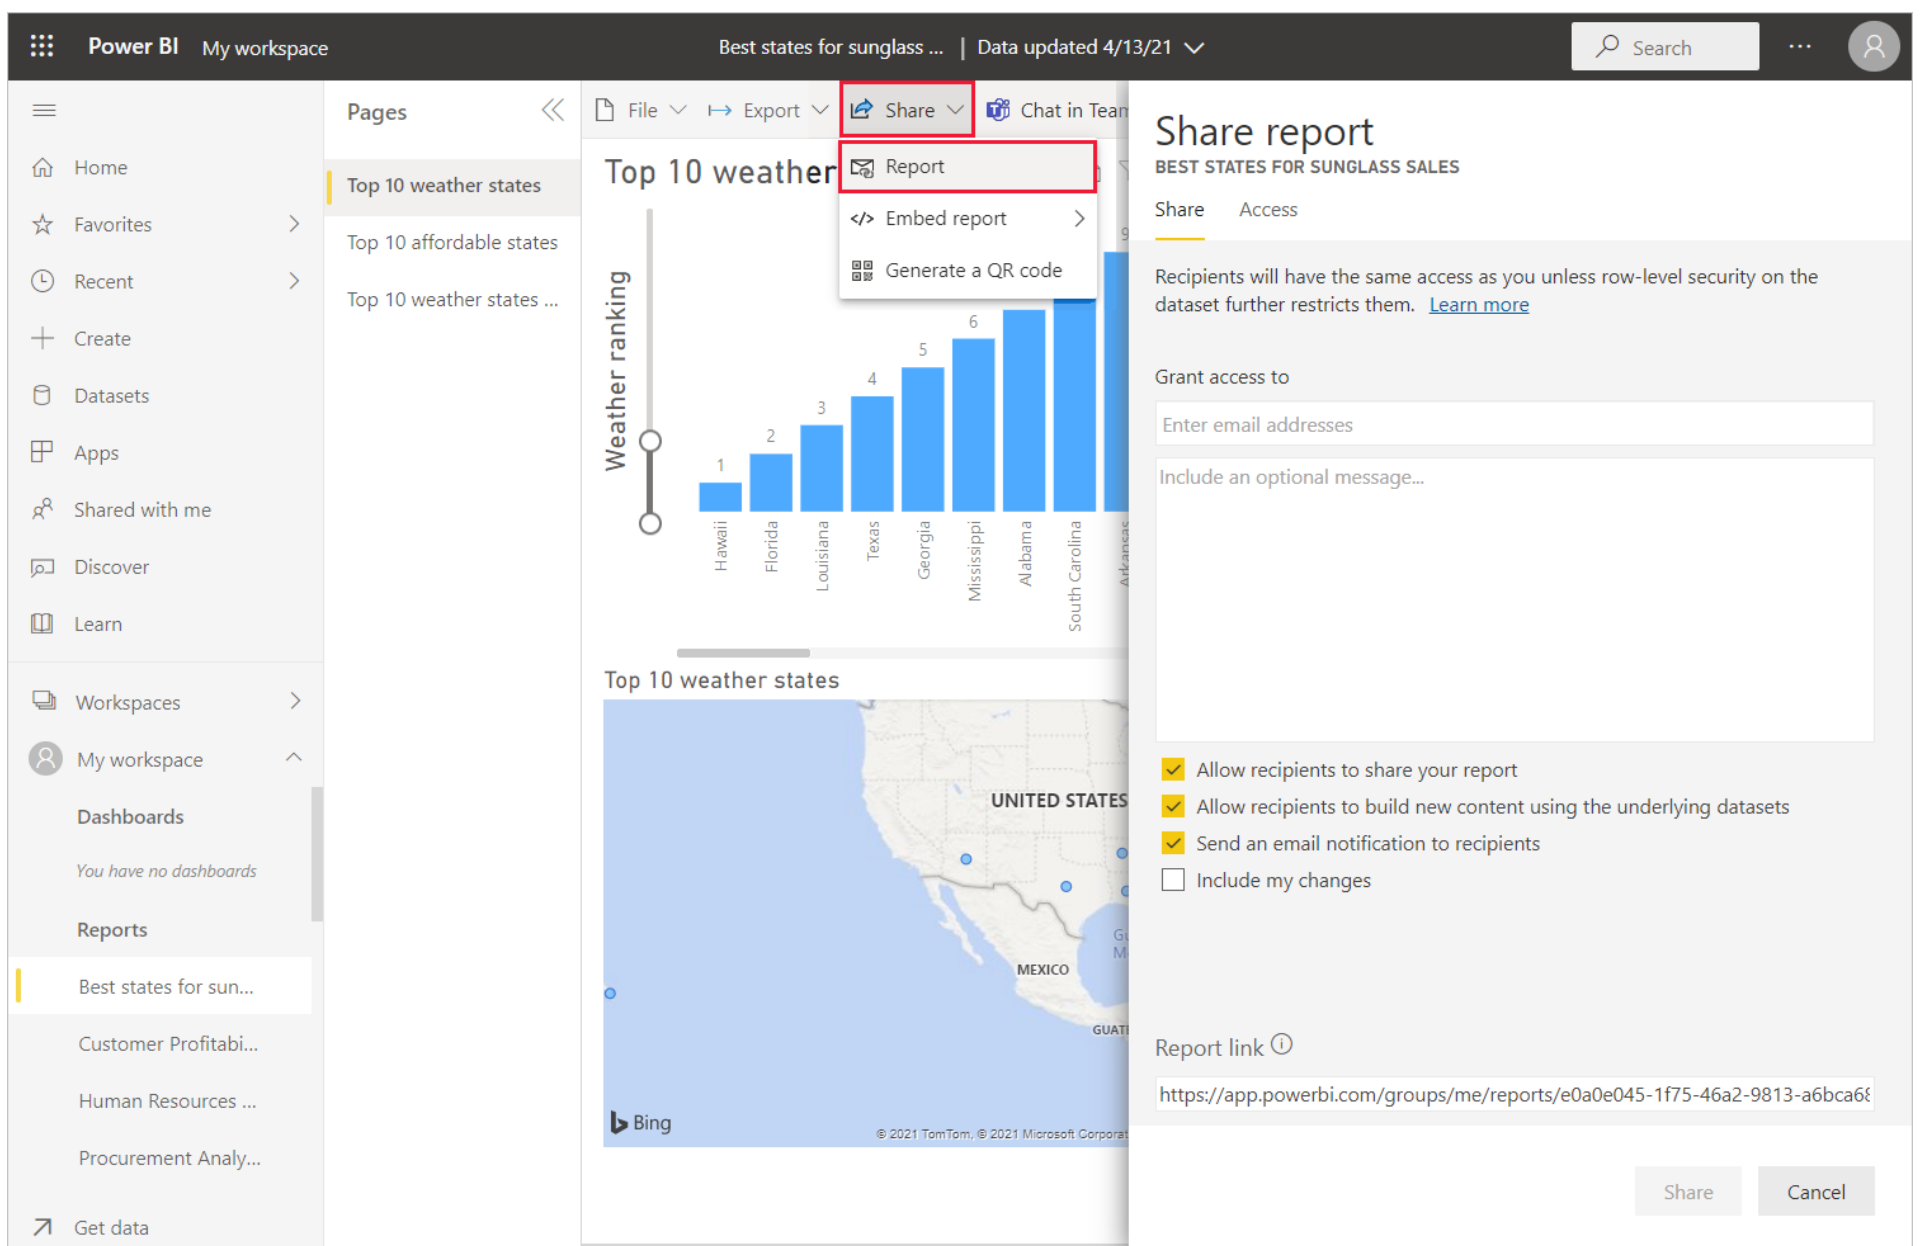 Power BI My workspace
Best states for sunglass ... | Data updated 4/13/21
Search
Home
Favorites
Recent
Create
Datasets
Apps
Shared with me
Discover
Learn
Workspaces
My workspace
Dashboards
You have no dashboards
Reports
Best states for sun...
Customer Profitabi...
Human Resources ...
Procurement Analy...
Get data
Pages
Top 10 weather states
Top 10 affordable states
Top 10 weather states ...
File Export Share Chat in Team
Report
Embed report
Generate a QR code
Top 10 weather
Weather ranking
1
2
3
4
5
6
9
Hawaii
Florida
Louisiana
Texas
Georgia
Mississippi
Alabama
South Carolina
Arkansas
Top 10 weather states
UNITED STATES
MEXICO
Bing
© 2021 TomTom, © 2021 Microsoft Corporat
Share report
BEST STATES FOR SUNGLASS SALES
Share Access
Recipients will have the same access as you unless row-level security on the
dataset further restricts them. Learn more
Grant access to
Enter email addresses
Include an optional message...
Allow recipients to share your report
Allow recipients to build new content using the underlying datasets
Send an email notification to recipients
Include my changes
Report link
https://app.powerbi.com/groups/me/reports/e0a0e045-1f75-46a2-9813-a6bca68
Share Cancel